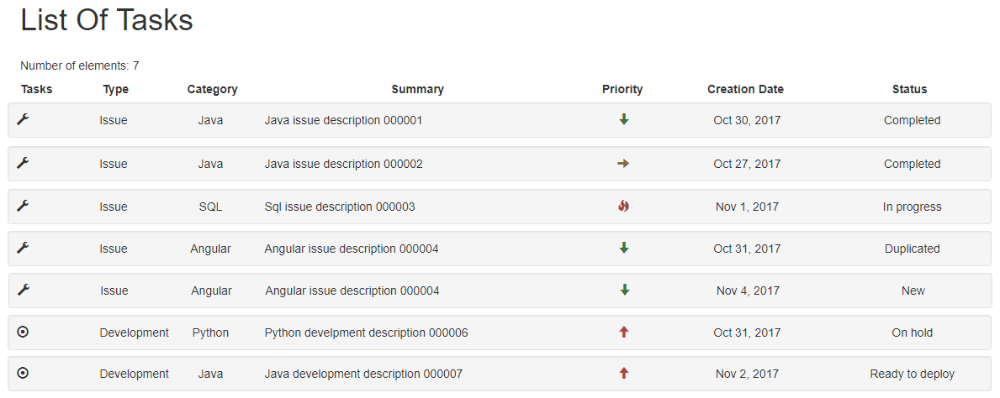 List Of Tasks
Number of elements: 7
Tasks Type Category Summary Priority Creation Date Status
Issue Java Java issue description 000001 Oct 30, 2017 Completed
Issue Java Java issue description 000002 Oct 27, 2017 Completed
Issue SQL Sql issue description 000003 Nov 1, 2017 In progress
Issue Angular Angular issue description 000004 Oct 31, 2017 Duplicated
Issue Angular Angular issue description 000004 Nov 4, 2017 New
Development Python Python develpment description 000006 Oct 31, 2017 On hold
Development Java Java development description 000007 Nov 2, 2017 Ready to deploy